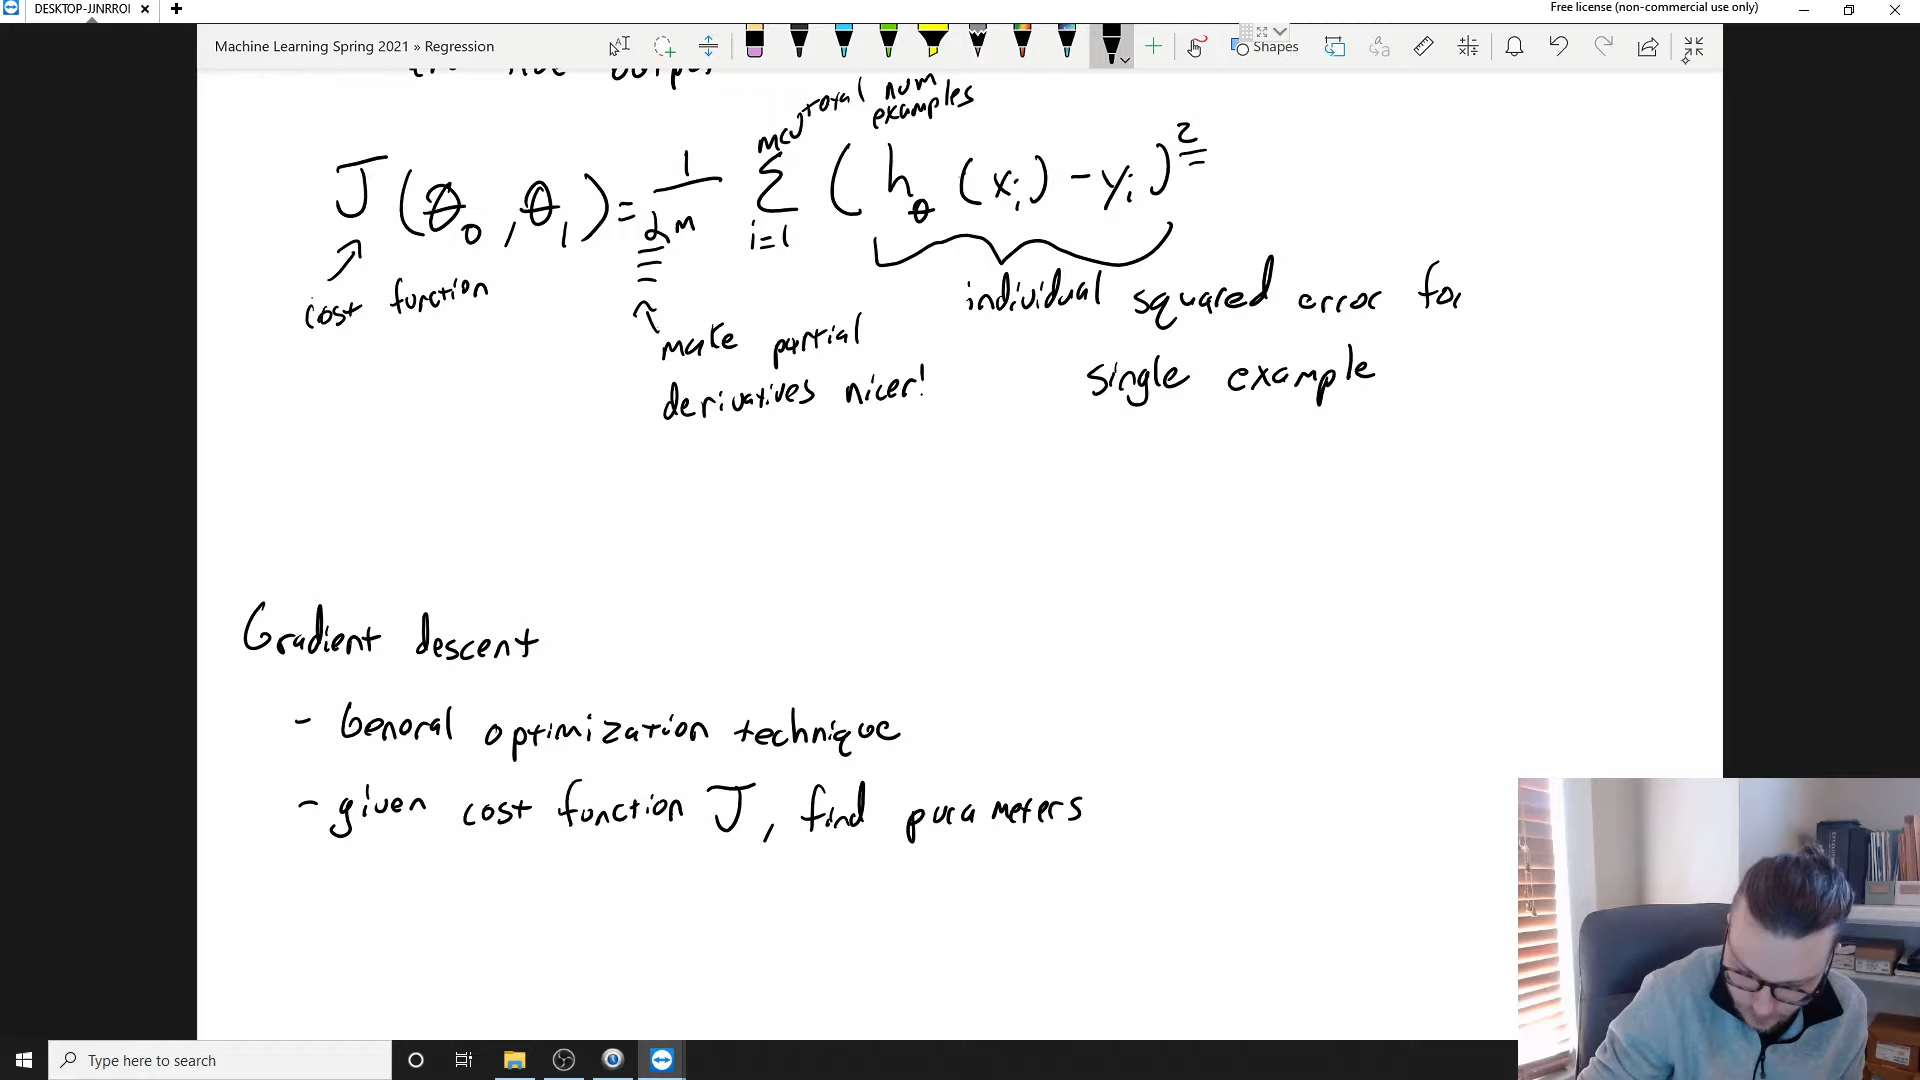 DESKTOP-JJNRROI
Free license (non-commercial use only)
Machine Learning Spring 2021 » Regression
Shapes
total num
examples
J(θ₀, θ₁) = 1/2m m Σ i=1 (hθ(xᵢ) - yᵢ)²
cost function
make partial
derivatives nicer!
individual squared error for
single example
Gradient descent
- General optimization technique
- given cost function J, find parameters
Type here to search